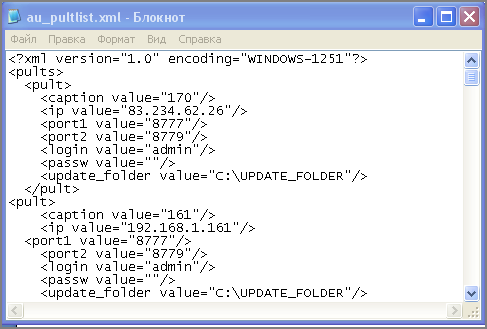 au_pultlist.xml - Блокнот
Файл Правка Формат Вид Справка
<?xml version="1.0" encoding="WINDOWS-1251"?>
<pults>
  <pult>
    <caption value="170"/>
    <ip value="83.234.62.26"/>
    <port1 value="8777"/>
    <port2 value="8779"/>
    <login value="admin"/>
    <passw value=""/>
    <update_folder value="C:\UPDATE_FOLDER"/>
  </pult>
<pult>
    <caption value="161"/>
    <ip value="192.168.1.161"/>
  <port1 value="8777"/>
    <port2 value="8779"/>
    <login value="admin"/>
    <passw value=""/>
    <update_folder value="C:\UPDATE_FOLDER"/>